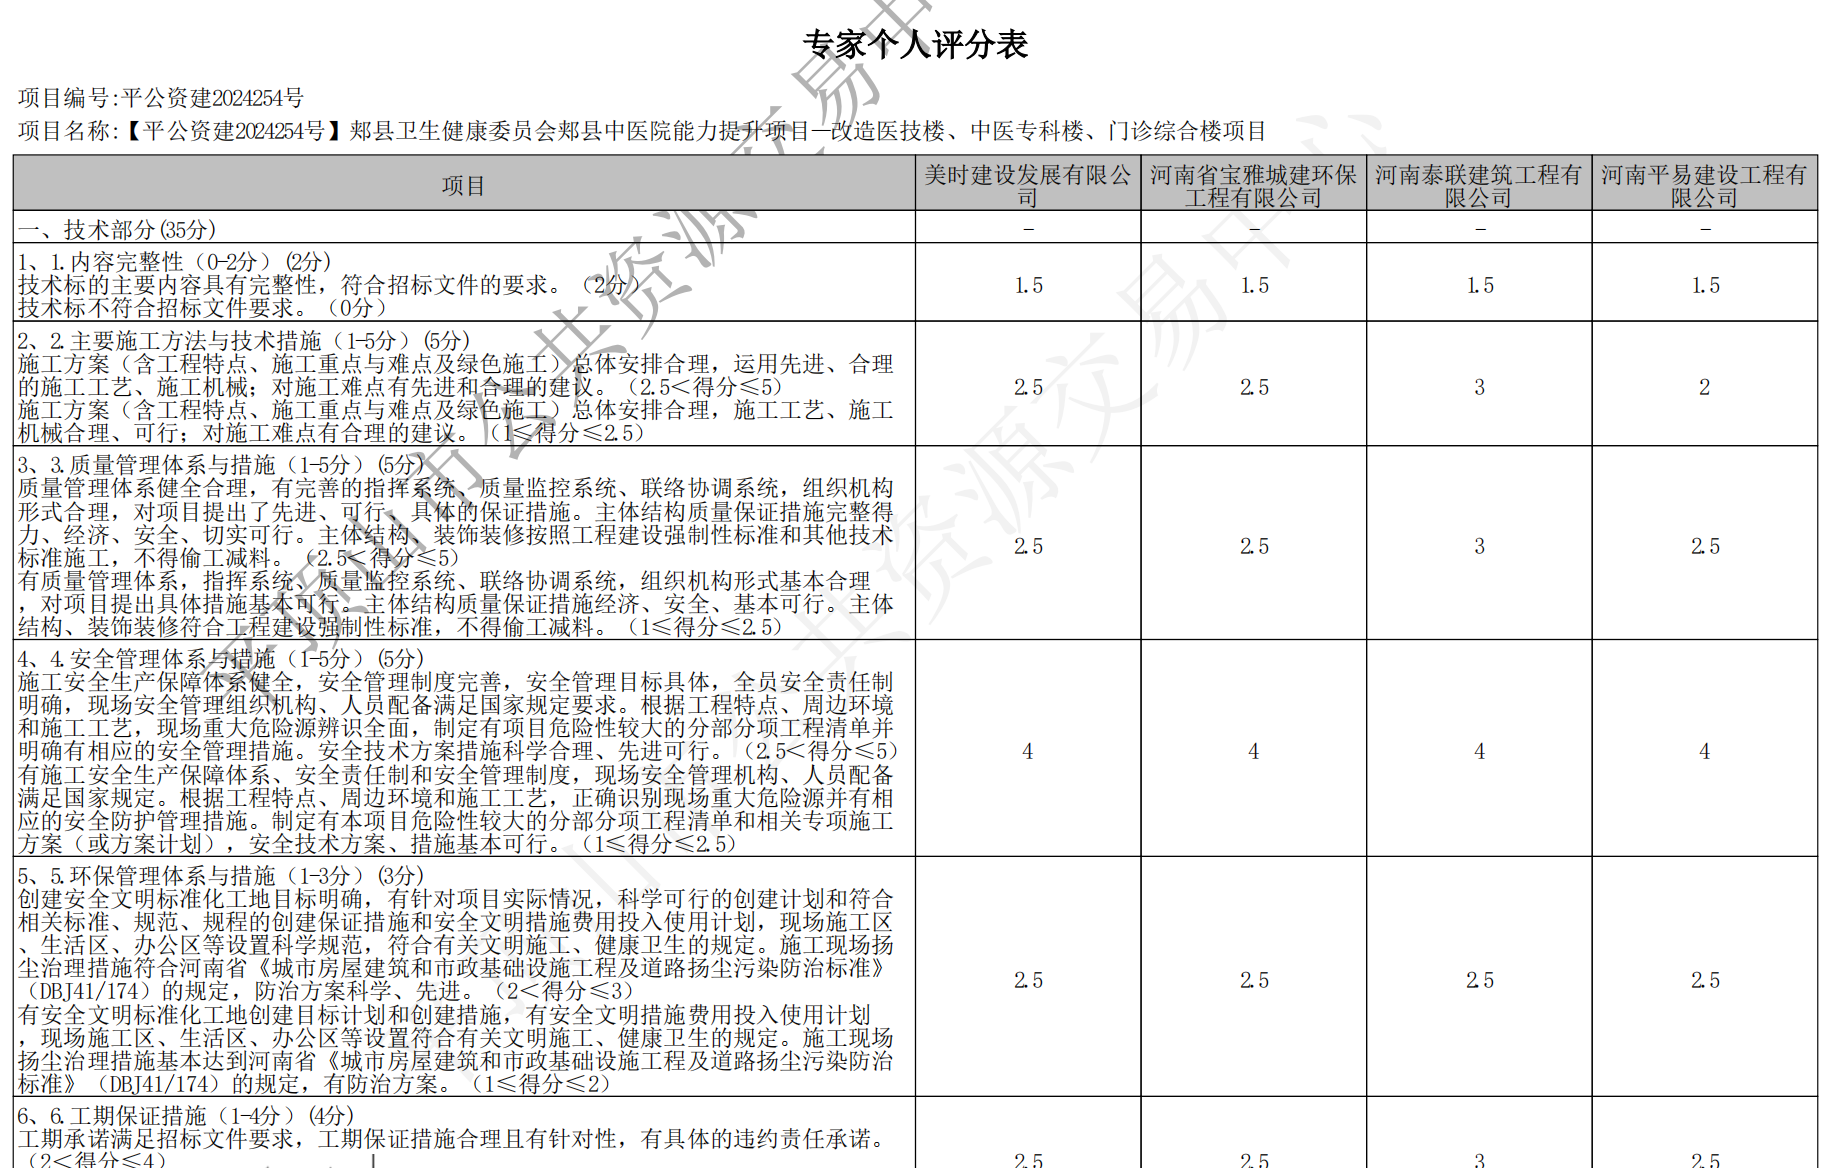 专家个人评分表
项目编号:平公资建2024254号
项目名称:【平公资建2024254号】郏县卫生健康委员会郏县中医院能力提升项目—改造医技楼、中医专科楼、门诊综合楼项目
项目
美时建设发展有限公
司
河南省宝雅城建环保
工程有限公司
河南泰联建筑工程有
限公司
河南平易建设工程有
限公司
一、技术部分(35分)
-
-
-
-
1、1.内容完整性（0-2分）(2分)
技术标的主要内容具有完整性，符合招标文件的要求。（2分）
技术标不符合招标文件要求。（0分）
1.5
1.5
1.5
1.5
2、2.主要施工方法与技术措施（1-5分）(5分)
施工方案（含工程特点、施工重点与难点及绿色施工）总体安排合理，运用先进、合理
的施工工艺、施工机械；对施工难点有先进和合理的建议。（2.5＜得分≤5）
施工方案（含工程特点、施工重点与难点及绿色施工）总体安排合理，施工工艺、施工
机械合理、可行；对施工难点有合理的建议。（1≤得分≤2.5）
2.5
2.5
3
2
3、3.质量管理体系与措施（1-5分）(5分)
质量管理体系健全合理，有完善的指挥系统、质量监控系统、联络协调系统，组织机构
形式合理，对项目提出了先进、可行、具体的保证措施。主体结构质量保证措施完整得
力、经济、安全、切实可行。主体结构、装饰装修按照工程建设强制性标准和其他技术
标准施工，不得偷工减料。（2.5＜得分≤5）
有质量管理体系，指挥系统、质量监控系统、联络协调系统，组织机构形式基本合理
，对项目提出具体措施基本可行。主体结构质量保证措施经济、安全、基本可行。主体
结构、装饰装修符合工程建设强制性标准，不得偷工减料。（1≤得分≤2.5）
2.5
2.5
3
2.5
4、4.安全管理体系与措施（1-5分）(5分)
施工安全生产保障体系健全，安全管理制度完善，安全管理目标具体，全员安全责任制
明确，现场安全管理组织机构、人员配备满足国家规定要求。根据工程特点、周边环境
和施工工艺，现场重大危险源辨识全面，制定有项目危险性较大的分部分项工程清单并
明确有相应的安全管理措施。安全技术方案措施科学合理、先进可行。（2.5＜得分≤5）
有施工安全生产保障体系、安全责任制和安全管理制度，现场安全管理机构、人员配备
满足国家规定。根据工程特点、周边环境和施工工艺，正确识别现场重大危险源并有相
应的安全防护管理措施。制定有本项目危险性较大的分部分项工程清单和相关专项施工
方案（或方案计划），安全技术方案、措施基本可行。（1≤得分≤2.5）
4
4
4
4
5、5.环保管理体系与措施（1-3分）(3分)
创建安全文明标准化工地目标明确，有针对项目实际情况，科学可行的创建计划和符合
相关标准、规范、规程的创建保证措施和安全文明措施费用投入使用计划，现场施工区
、生活区、办公区等设置科学规范，符合有关文明施工、健康卫生的规定。施工现场扬
尘治理措施符合河南省《城市房屋建筑和市政基础设施工程及道路扬尘污染防治标准》
（DBJ41/174）的规定，防治方案科学、先进。（2＜得分≤3）
有安全文明标准化工地创建目标计划和创建措施，有安全文明措施费用投入使用计划
，现场施工区、生活区、办公区等设置符合有关文明施工、健康卫生的规定。施工现场
扬尘治理措施基本达到河南省《城市房屋建筑和市政基础设施工程及道路扬尘污染防治
标准》（DBJ41/174）的规定，有防治方案。（1≤得分≤2）
2.5
2.5
2.5
2.5
6、6.工期保证措施（1-4分）(4分)
工期承诺满足招标文件要求，工期保证措施合理且有针对性，有具体的违约责任承诺。
（2＜得分≤4）
2.5
2.5
3
2.5
平顶山市公共资源交易中
山市公共资源交易中心